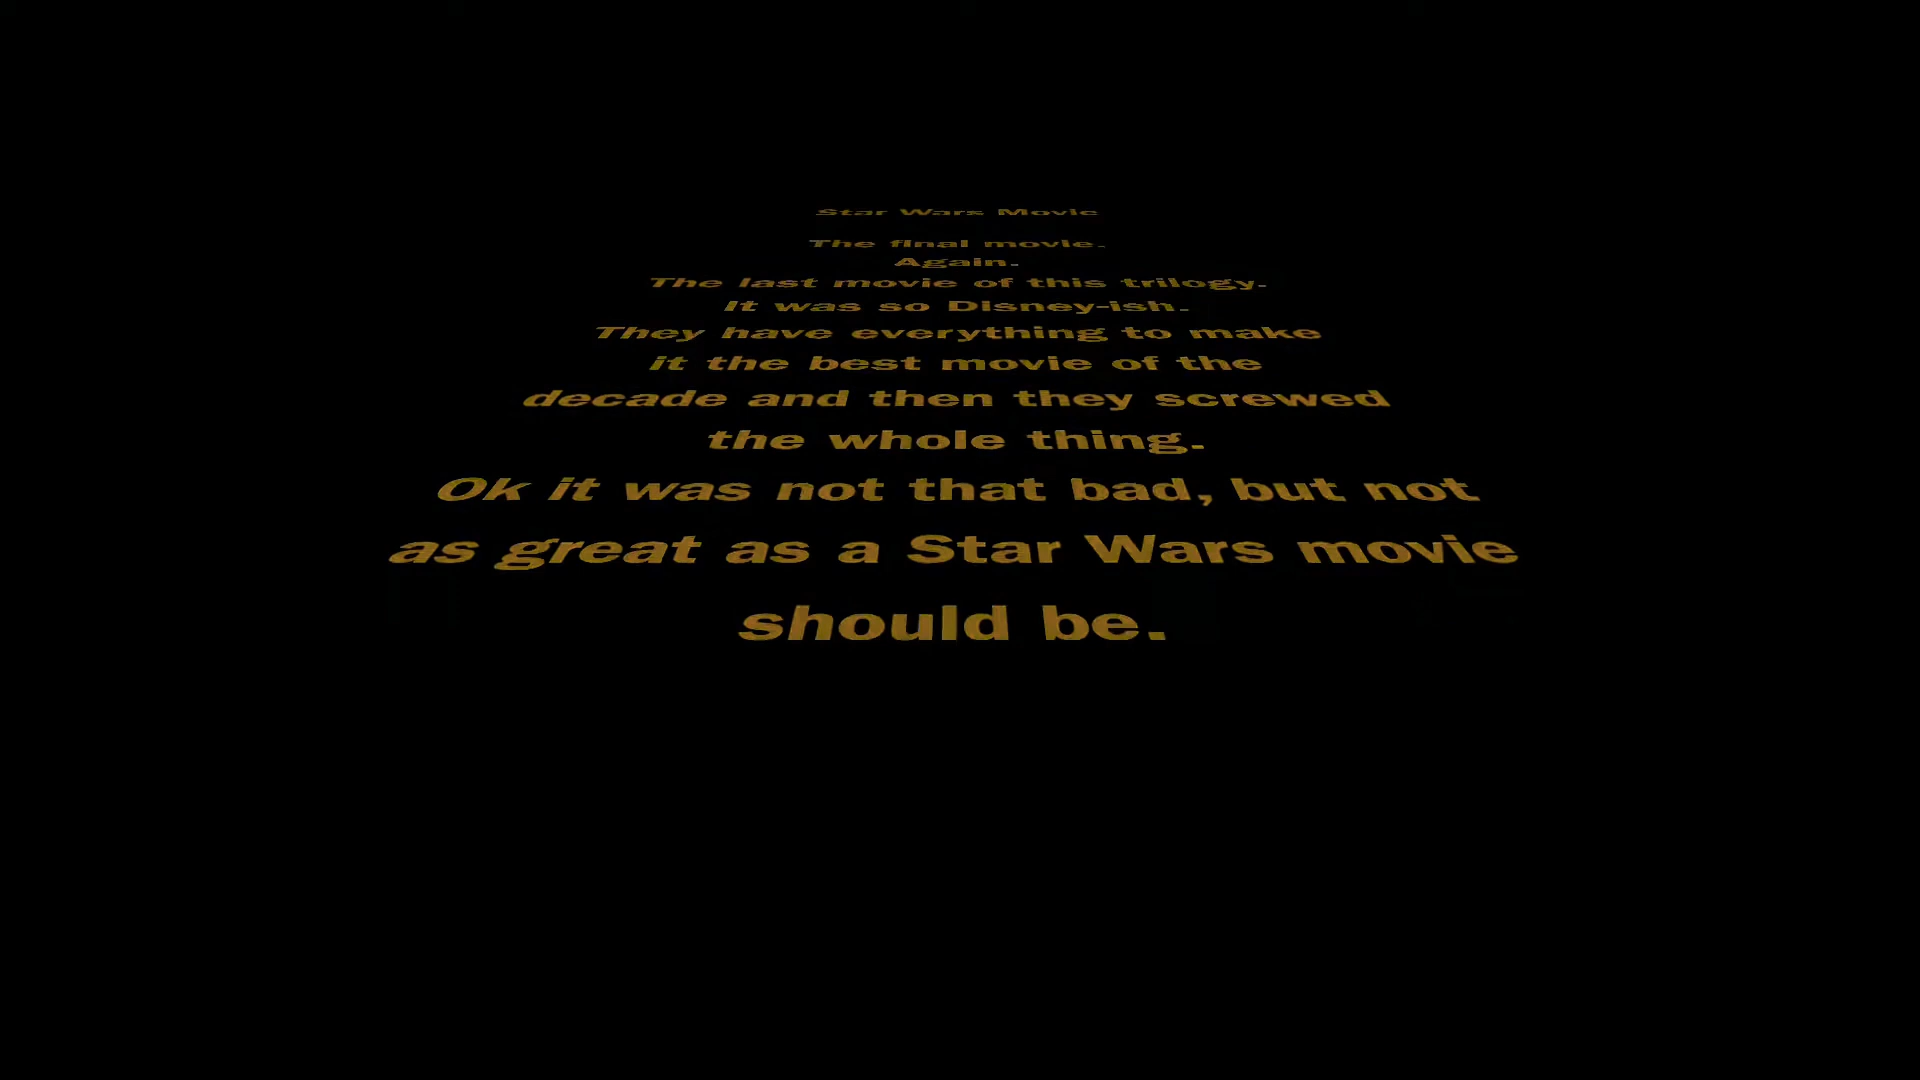 Star Wars Movie
The final movie.
Again.
The last movie of this trilogy.
It was so Disney-ish.
They have everything to make
it the best movie of the
decade and then they screwed
the whole thing.
Ok it was not that bad, but not
as great as a Star Wars movie
should be.